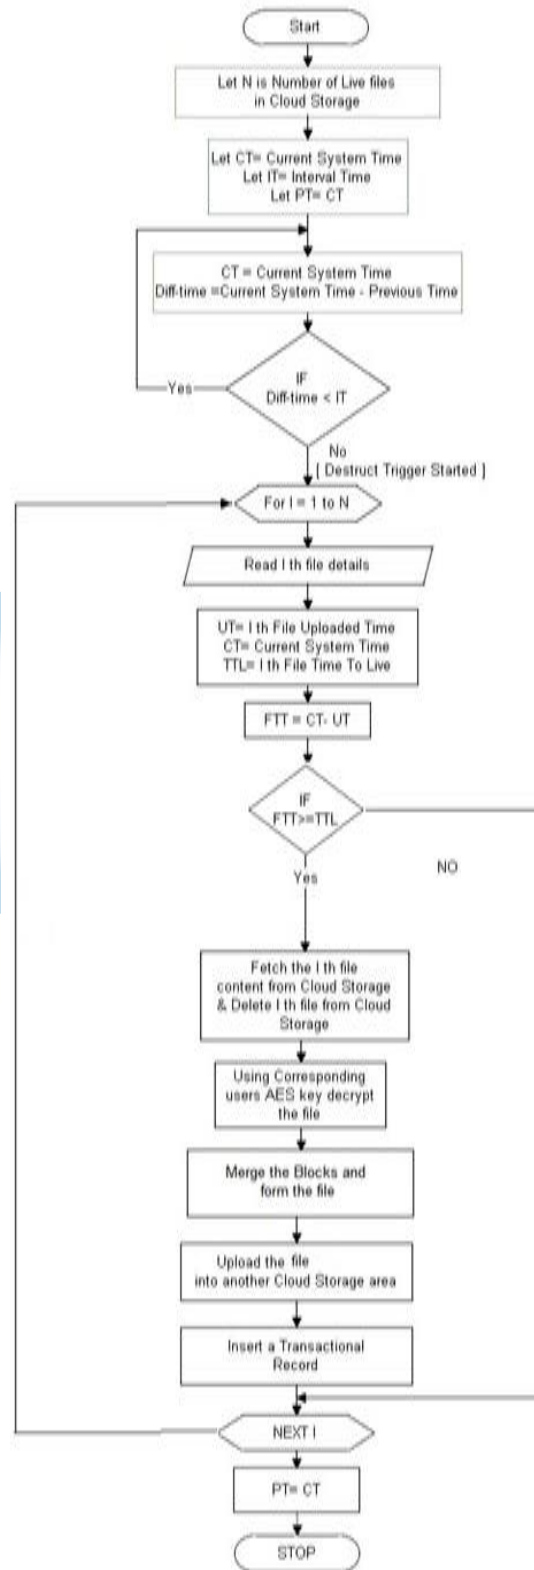 Start
Let N is Number of Live files
in Cloud Storage
Let CT= Current System Time
Let IT= Interval Time
Let PT= CT
CT = Current System Time
Diff-time =Current System Time - Previous Time
IF
Diff-time < IT
Yes
No
[ Destruct Trigger Started ]
For I = 1 to N
Read I th file details
UT= I th File Uploaded Time
CT= Current System Time
TTL= I th File Time To Live
FTT = CT- UT
IF
FTT>=TTL
NO
Yes
Fetch the I th file
content from Cloud Storage
& Delete I th file from Cloud
Storage
Using Corresponding
users AES key decrypt
the file
Merge the Blocks and
form the file
Upload the file
into another Cloud Storage area
Insert a Transactional
Record
NEXT I
PT= CT
STOP